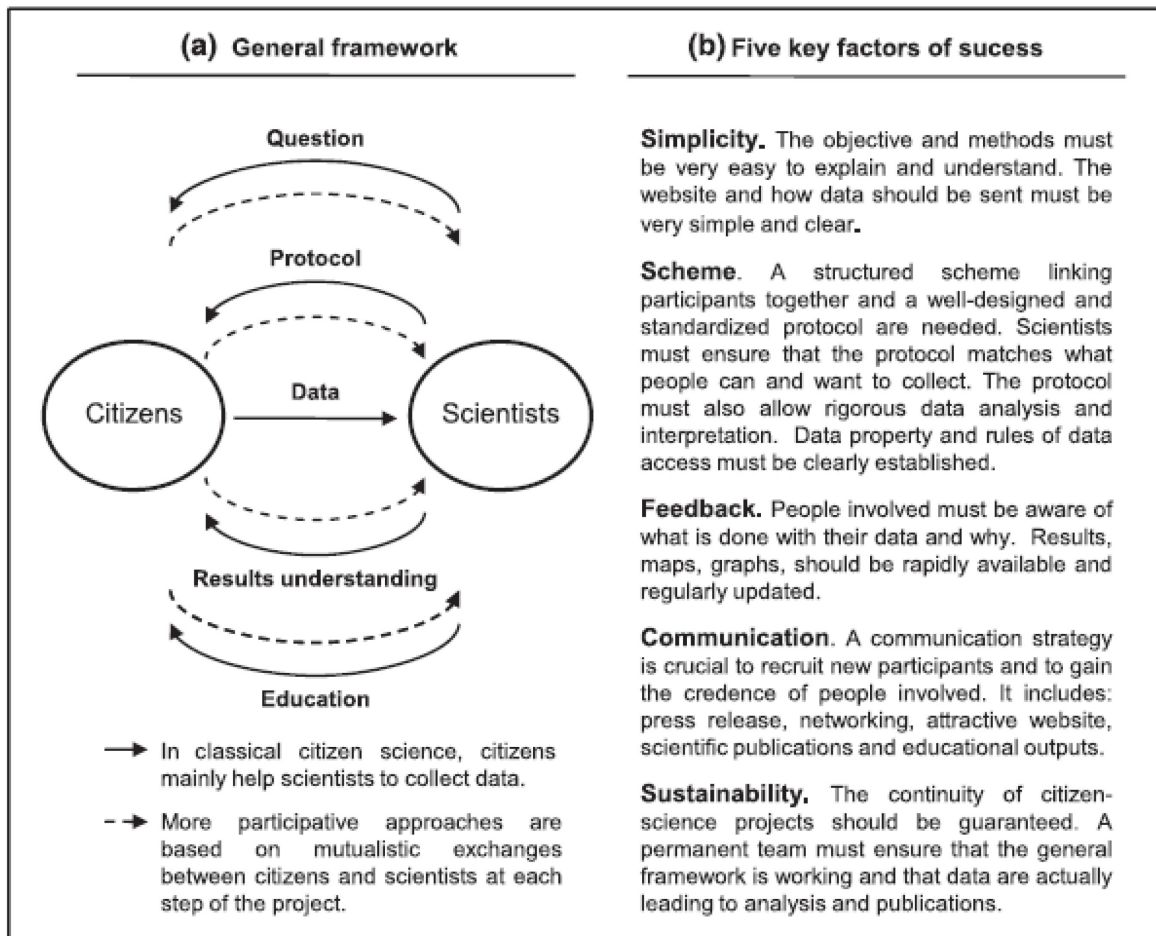 (a) General framework
Question
Protocol
Citizens
Data
Scientists
Results understanding
Education
In classical citizen science, citizens
mainly help scientists to collect data.
More participative approaches are
based on mutualistic exchanges
between citizens and scientists at each
step of the project.
(b) Five key factors of sucess
Simplicity. The objective and methods must
be very easy to explain and understand. The
website and how data should be sent must be
very simple and clear.
Scheme. A structured scheme linking
participants together and a well-designed and
standardized protocol are needed. Scientists
must ensure that the protocol matches what
people can and want to collect. The protocol
must also allow rigorous data analysis and
interpretation. Data property and rules of data
access must be clearly established.
Feedback. People involved must be aware of
what is done with their data and why. Results,
maps, graphs, should be rapidly available and
regularly updated.
Communication. A communication strategy
is crucial to recruit new participants and to gain
the credence of people involved. It includes:
press release, networking, attractive website,
scientific publications and educational outputs.
Sustainability. The continuity of citizen-
science projects should be guaranteed. A
permanent team must ensure that the general
framework is working and that data are actually
leading to analysis and publications.